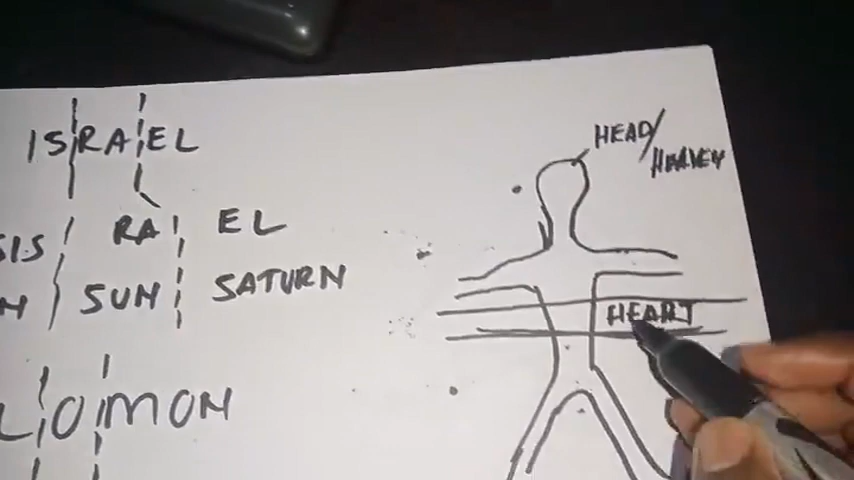 ISRAEL
HEAD/
HEAVEN
SIS RA EL
N SUN SATURN
HEART
LOMON